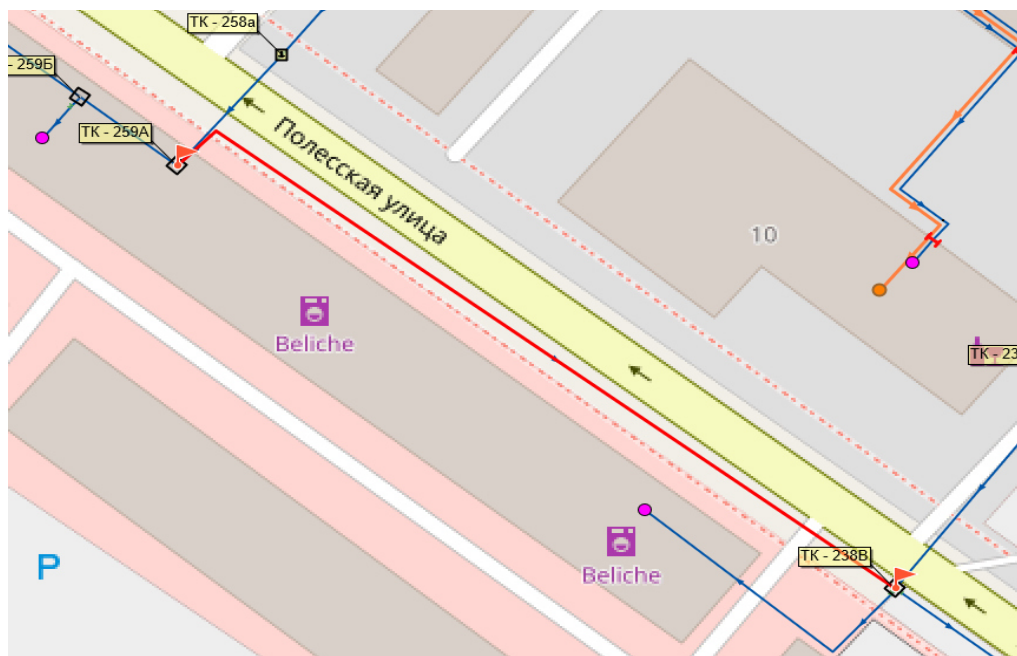 ТК - 258а
- 259Б
ТК - 259А
Полесская улица
10
Beliche
ТК - 23
Beliche
ТК - 238В
P